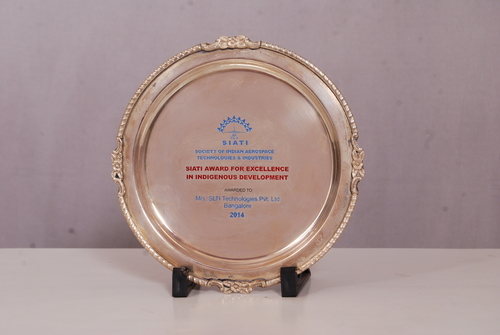 SIATI
SOCIETY OF INDIAN AEROSPACE
TECHNOLOGIES & INDUSTRIES
SIATI AWARD FOR EXCELLENCE
IN INDIGENOUS DEVELOPMENT
AWARDED TO
Technologies Pvt. Ltd
Bangalore
2014